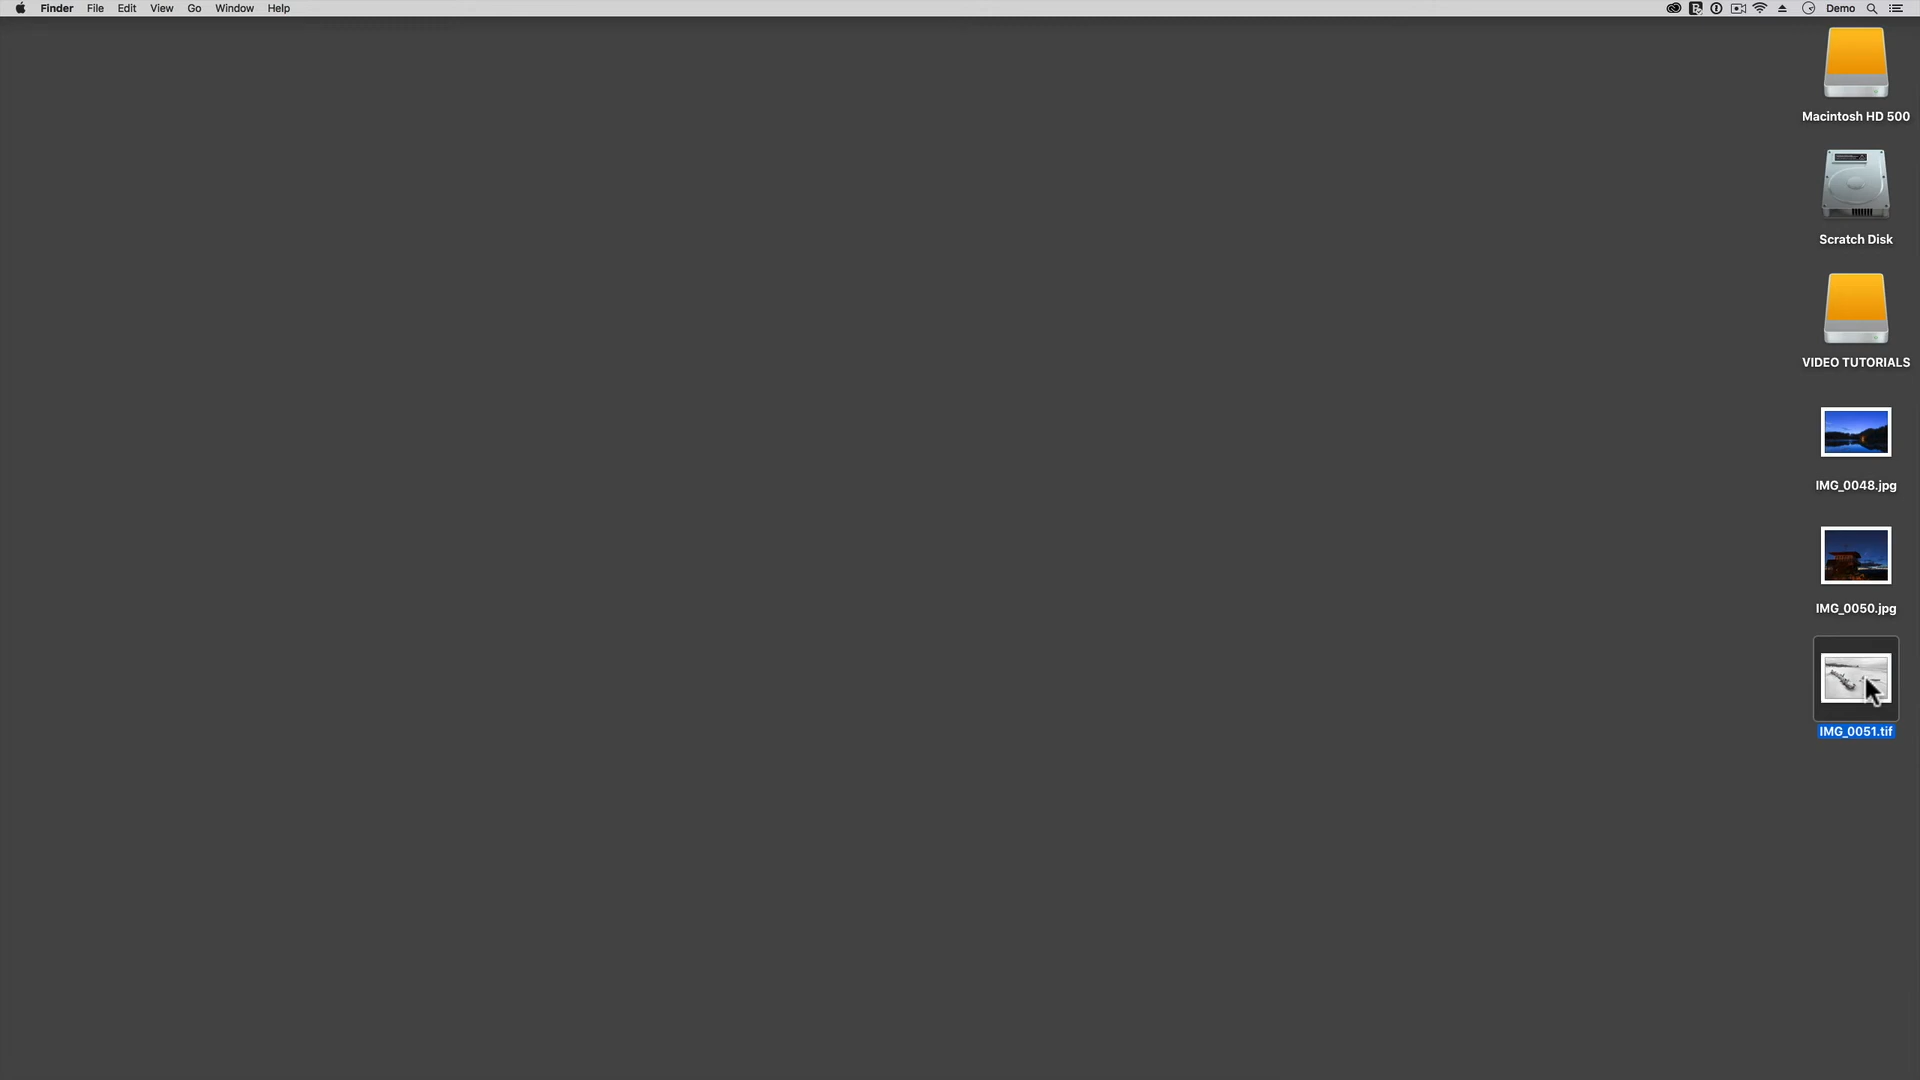 Finder File Edit View Go Window Help Demo
Macintosh HD 500
Scratch Disk
VIDEO TUTORIALS
IMG_0048.jpg
IMG_0050.jpg
IMG_0051.tif